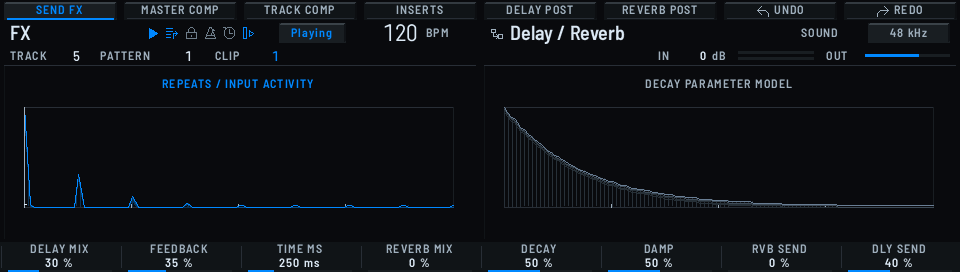 SEND FX MASTER COMP TRACK COMP INSERTS DELAY POST REVERB POST UNDO REDO
FX Playing 120 BPM Delay / Reverb SOUND 48 kHz
TRACK 5 PATTERN 1 CLIP 1 IN 0 dB OUT
REPEATS / INPUT ACTIVITY DECAY PARAMETER MODEL
DELAY MIX FEEDBACK TIME MS REVERB MIX DECAY DAMP RVB SEND DLY SEND
30 % 35 % 250 ms 0 % 50 % 50 % 0 % 40 %